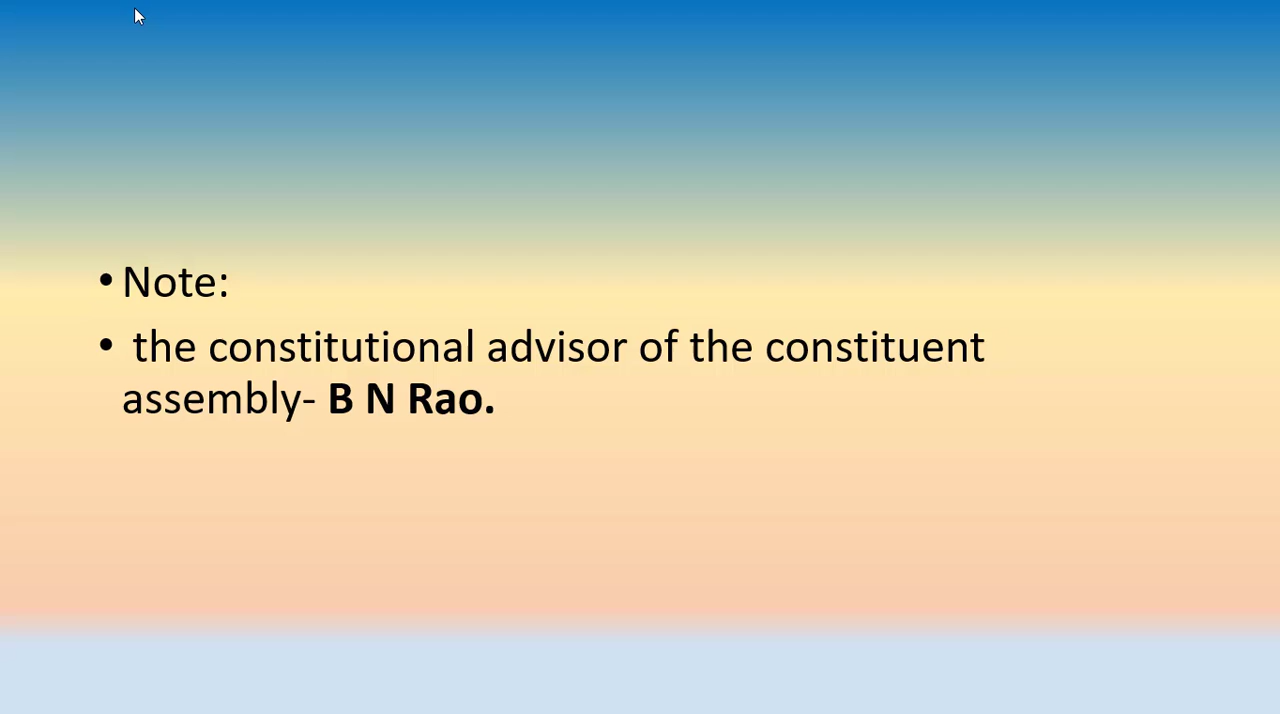 • Note:
• the constitutional advisor of the constituent
assembly- B N Rao.